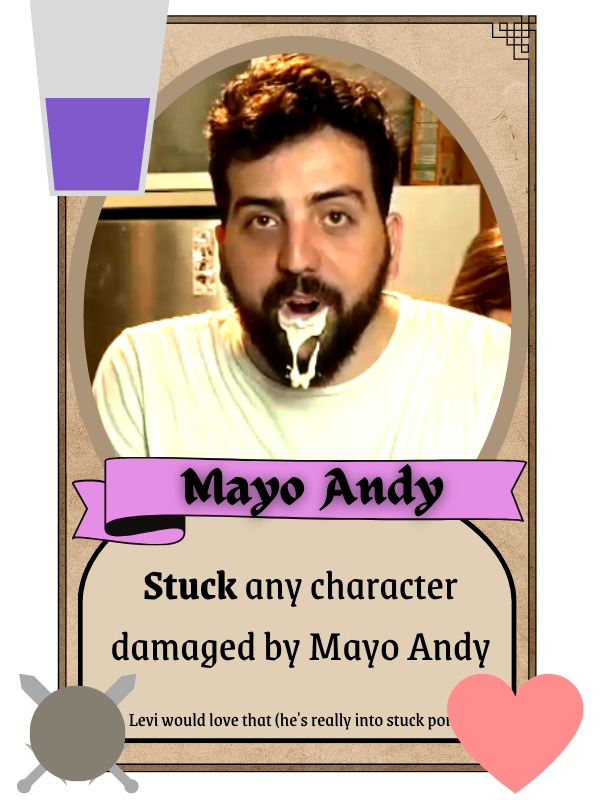 Mayo Andy
Stuck any character
damaged by Mayo Andy
Levi would love that (he's really into stuck